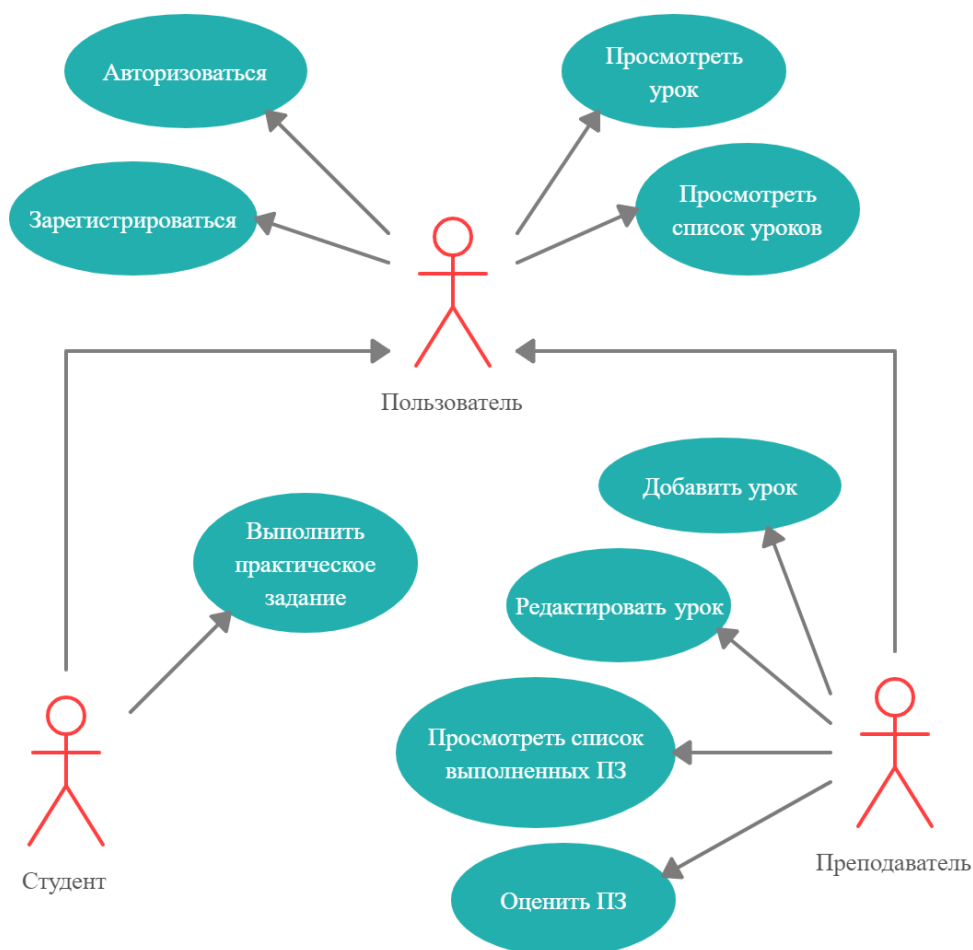 Авторизоваться
Просмотреть
урок
Зарегистрироваться
Просмотреть
список уроков
Пользователь
Добавить урок
Выполнить
практическое
задание
Редактировать урок
Просмотреть список
выполненных ПЗ
Студент
Преподаватель
Оценить ПЗ